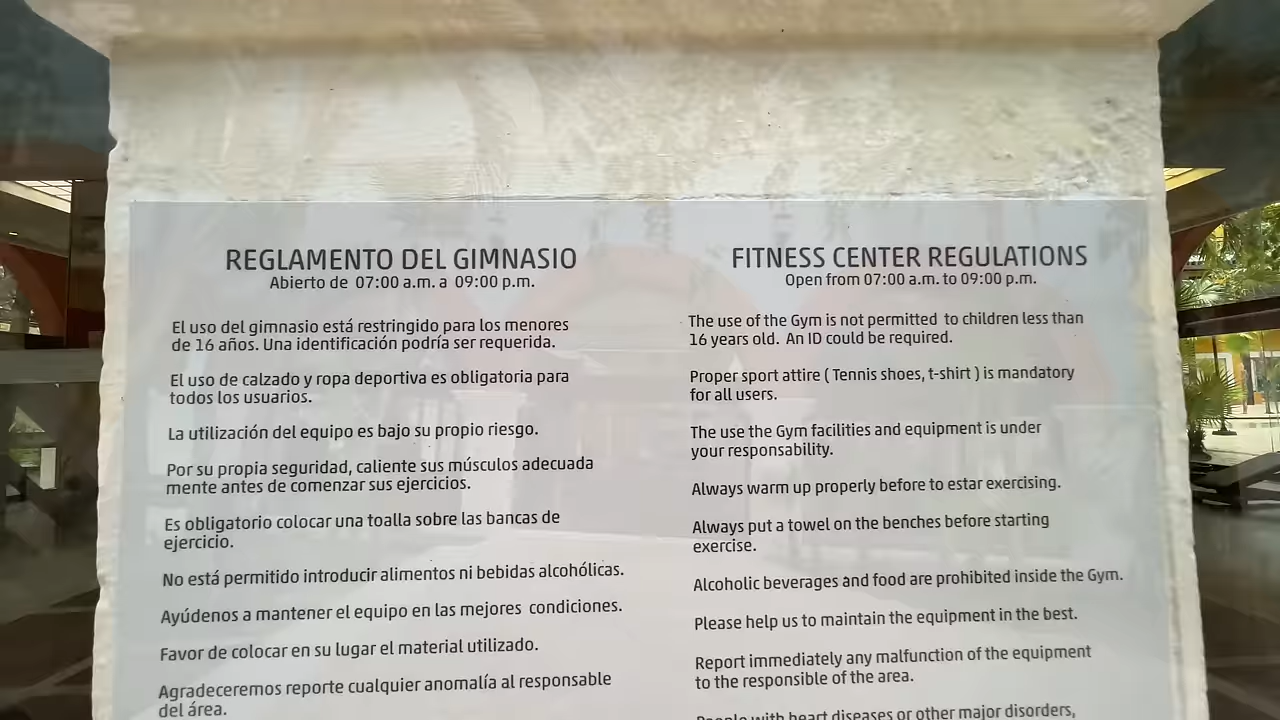 REGLAMENTO DEL GIMNASIO
Abierto de 07:00 a.m. a 09:00 p.m.
El uso del gimnasio está restringido para los menores
de 16 años. Una identificación podría ser requerida.
El uso de calzado y ropa deportiva es obligatoria para
todos los usuarios.
La utilización del equipo es bajo su propio riesgo.
Por su propia seguridad, caliente sus músculos adecuada
mente antes de comenzar sus ejercicios.
Es obligatorio colocar una toalla sobre las bancas de
ejercicio.
No está permitido introducir alimentos ni bebidas alcohólicas.
Ayúdenos a mantener el equipo en las mejores condiciones.
Favor de colocar en su lugar el material utilizado.
Agradeceremos reporte cualquier anomalía al responsable
del área.
FITNESS CENTER REGULATIONS
Open from 07:00 a.m. to 09:00 p.m.
The use of the Gym is not permitted to children less than
16 years old. An ID could be required.
Proper sport attire ( Tennis shoes, t-shirt ) is mandatory
for all users.
The use the Gym facilities and equipment is under
your responsability.
Always warm up properly before to estar exercising.
Always put a towel on the benches before starting
exercise.
Alcoholic beverages and food are prohibited inside the Gym.
Please help us to maintain the equipment in the best.
Report immediately any malfunction of the equipment
to the responsible of the area.
People with heart diseases or other major disorders,